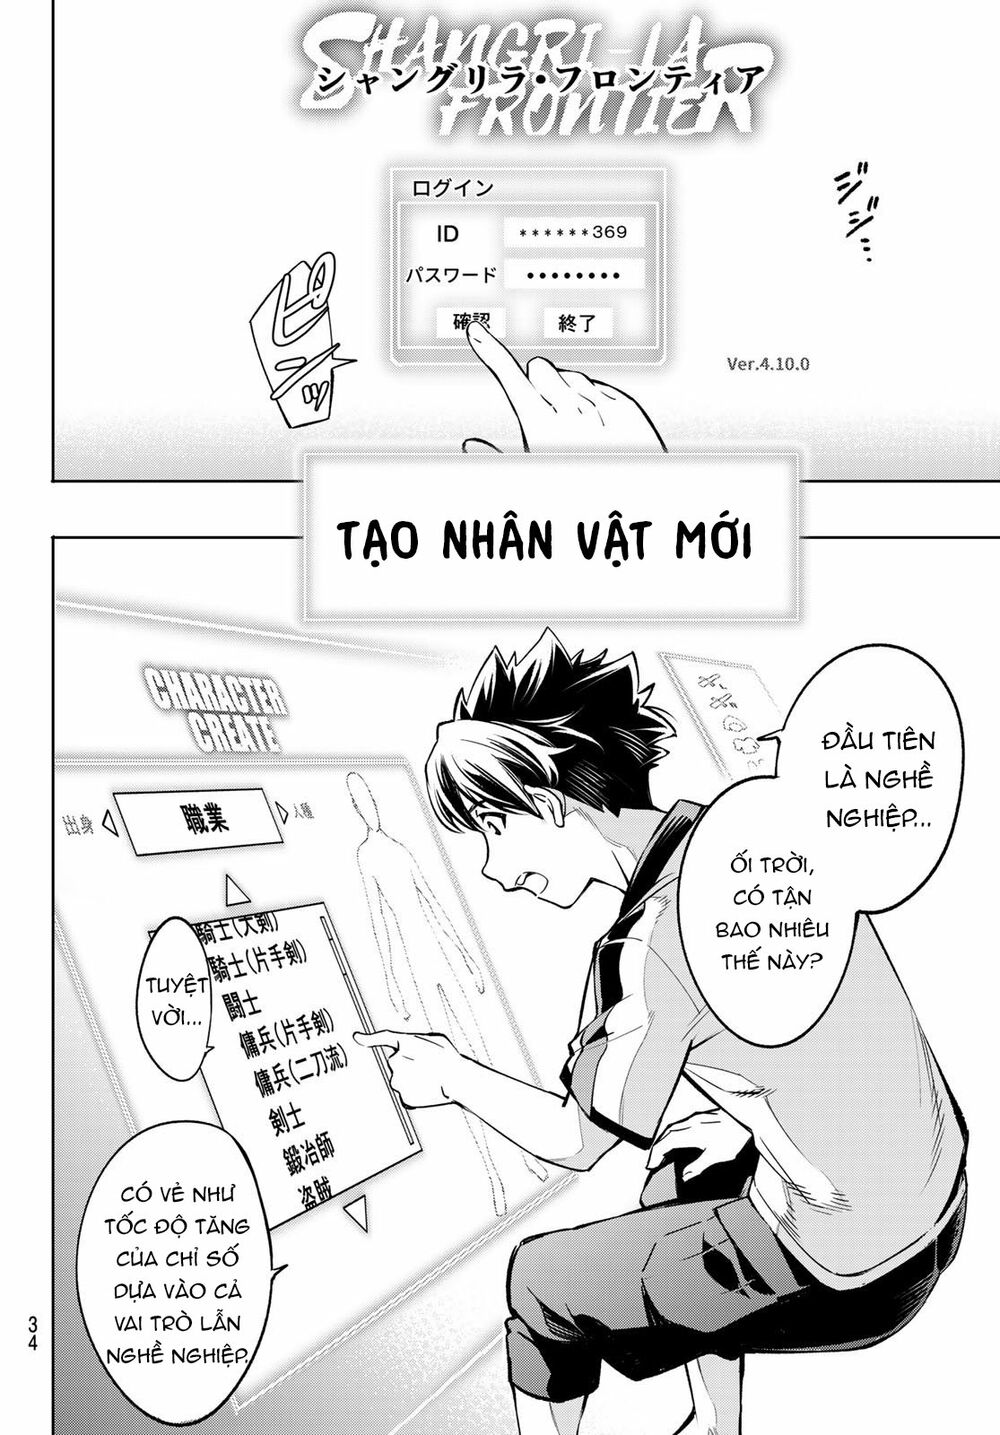 SHANGRI-LA
シャングリラ・フロンティア
FRONTIER
ログイン
ID
******369
パスワード
••••••••
確認
終了
Ver.4.10.0
ジジジ…
ピピッ
TẠO NHÂN VẬT MỚI
CHARACTER
CREATE
出身
職業
人種
騎士(大剣)
騎士(片手剣)
闘士
傭兵(片手剣)
傭兵(二刀流)
剣士
鍛冶師
盗賊
ĐẦU TIÊN
LÀ NGHỀ
NGHIỆP...
ỐI TRỜI,
CÓ TẬN
BAO NHIÊU
THẾ NÀY?
TUYỆT
VỜI...
CÓ VẺ NHƯ
TỐC ĐỘ TĂNG
CỦA CHỈ SỐ
DỰA VÀO CẢ
VAI TRÒ LẪN
NGHỀ NGHIỆP.
34